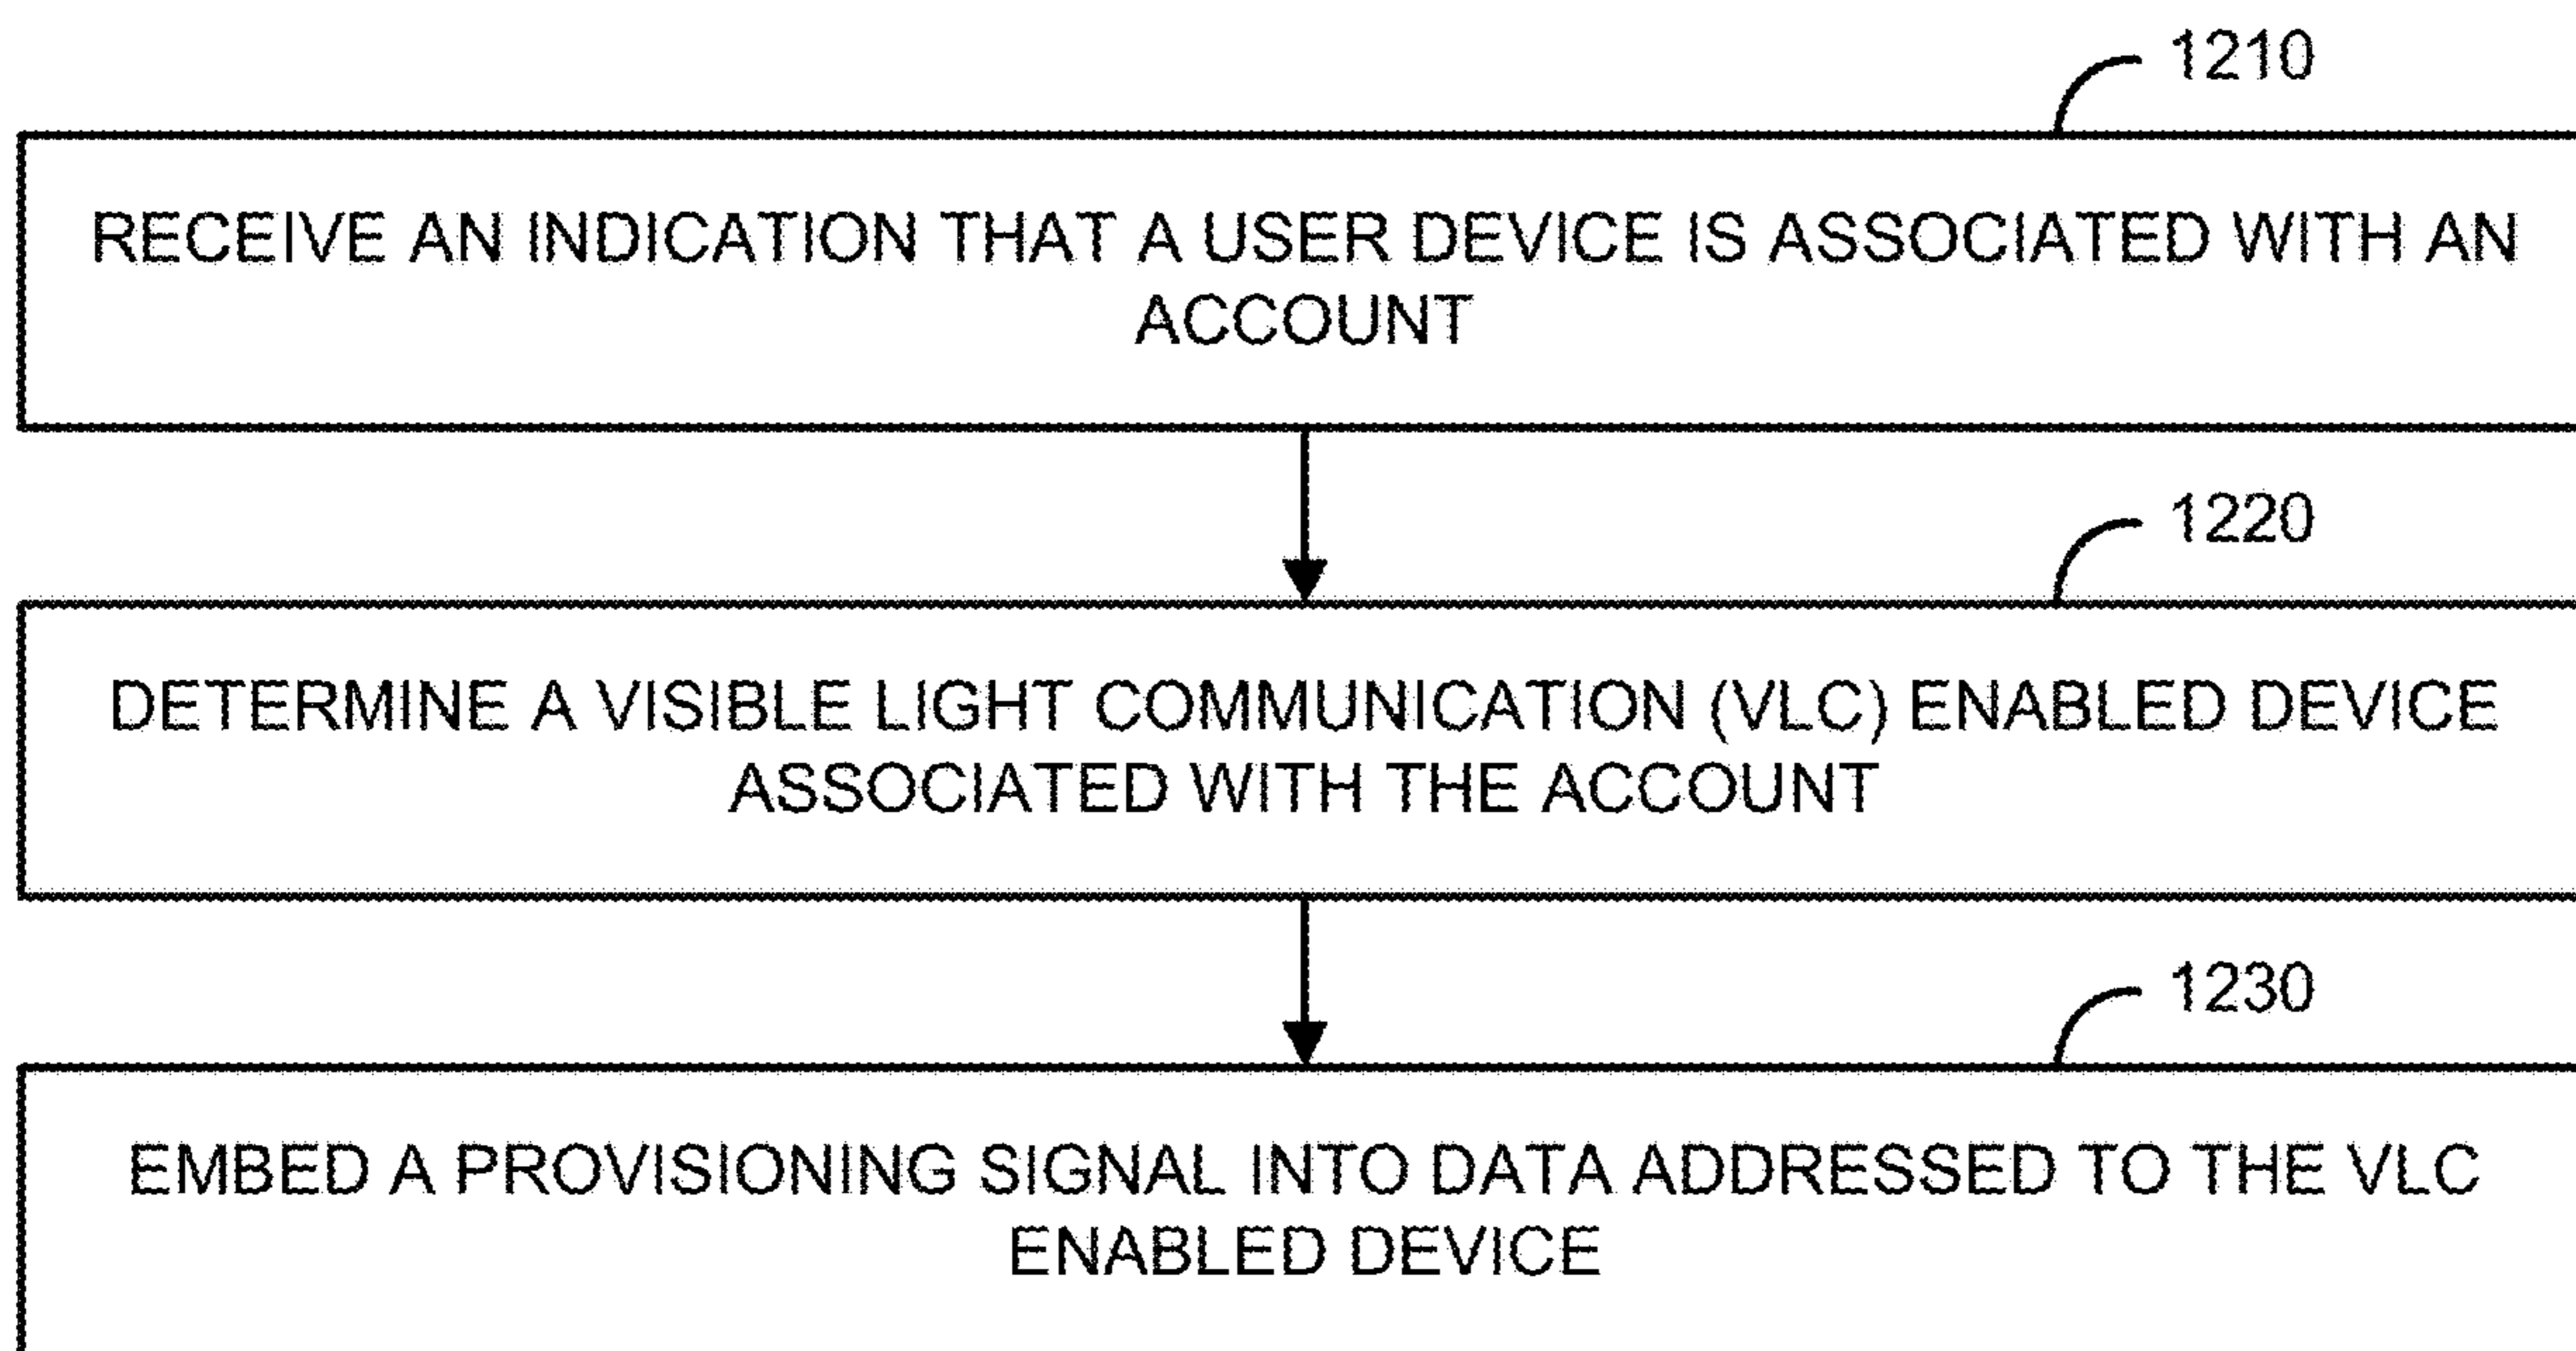 1210
RECEIVE AN INDICATION THAT A USER DEVICE IS ASSOCIATED WITH AN
ACCOUNT
1220
DETERMINE A VISIBLE LIGHT COMMUNICATION (VLC) ENABLED DEVICE
ASSOCIATED WITH THE ACCOUNT
1230
EMBED A PROVISIONING SIGNAL INTO DATA ADDRESSED TO THE VLC
ENABLED DEVICE